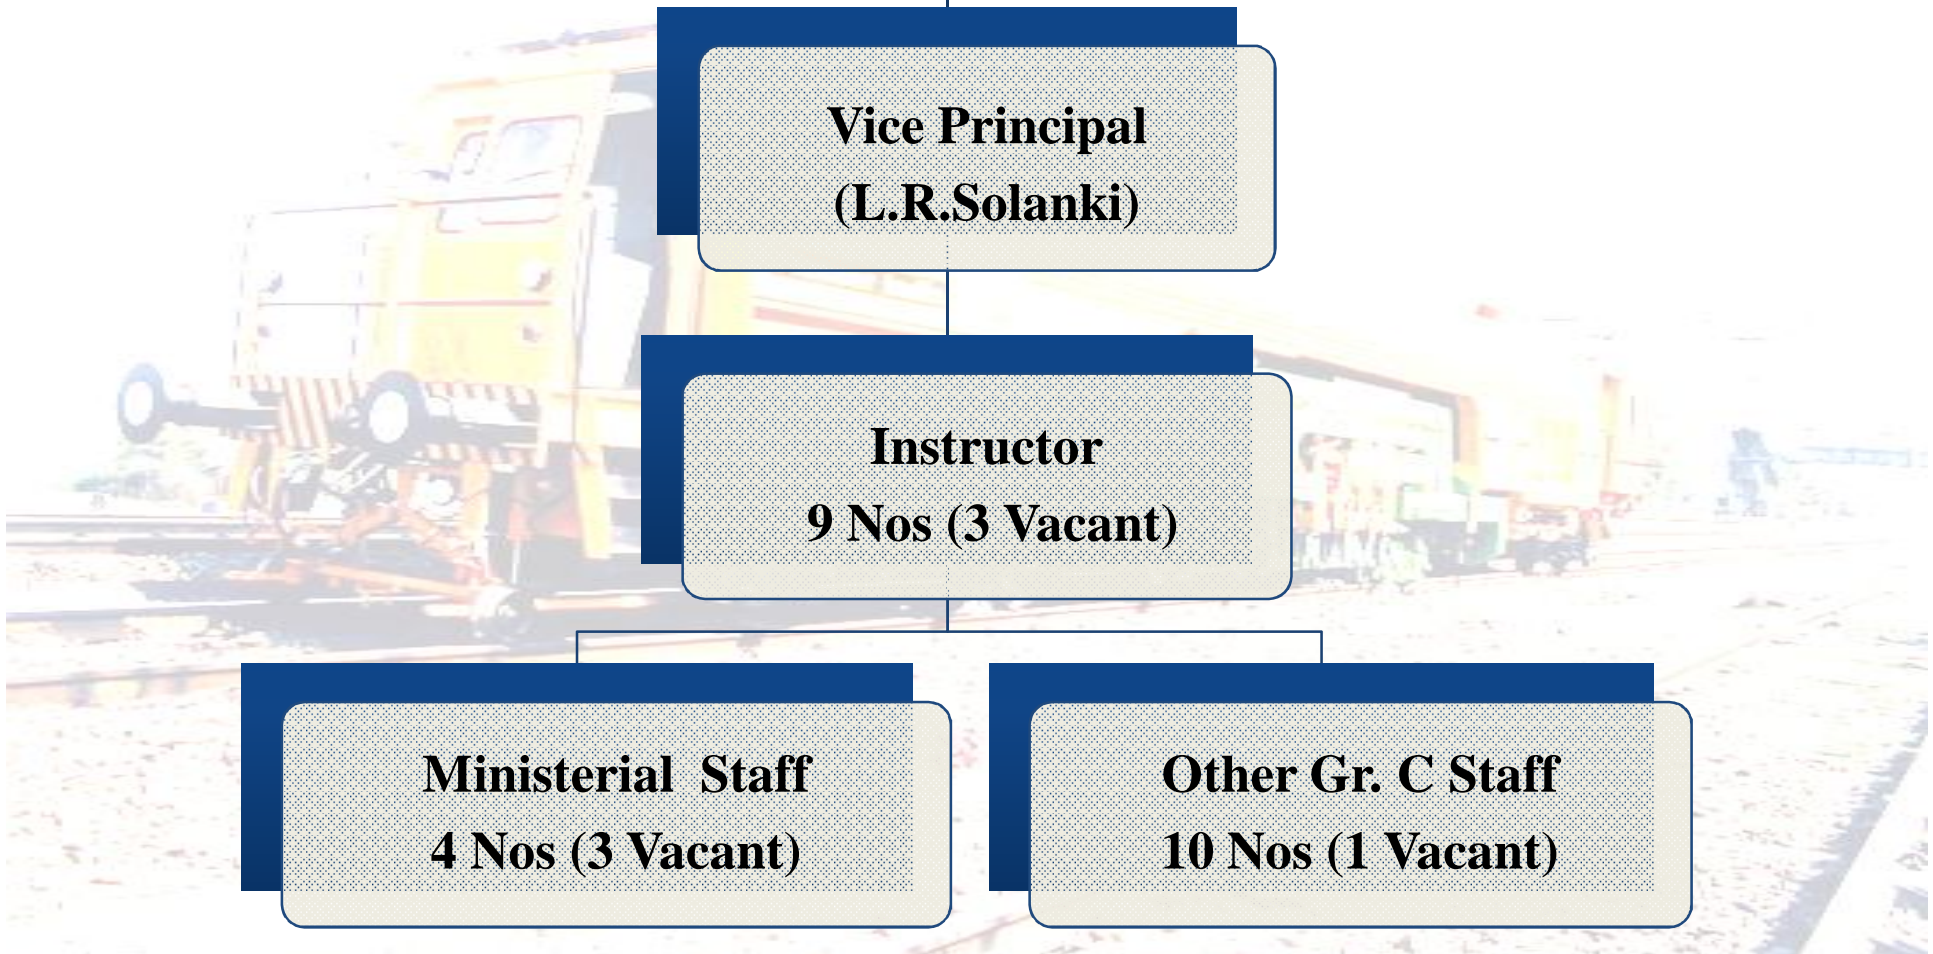 Vice Principal
(L.R.Solanki)
Instructor
9 Nos (3 Vacant)
Ministerial  Staff
4 Nos (3 Vacant)
Other Gr. C Staff
10 Nos (1 Vacant)